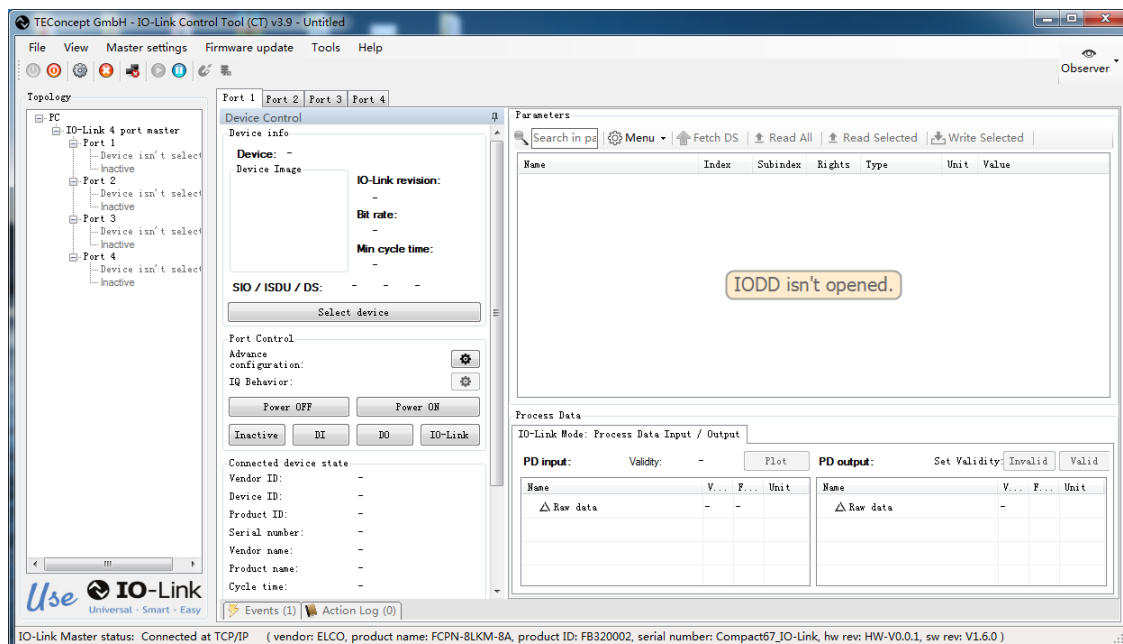 TEConcept GmbH - IO-Link Control Tool (CT) v3.9 - Untitled
File View Master settings Firmware update Tools Help
Observer
Topology
PC
IO-Link 4 port master
Port 1
Device isn't select
Inactive
Port 2
Device isn't select
Inactive
Port 3
Device isn't select
Inactive
Port 4
Device isn't select
Inactive
Use IO-Link
Universal · Smart · Easy
Port 1 Port 2 Port 3 Port 4
Device Control
Device info
Device: -
Device Image
IO-Link revision:
-
Bit rate:
-
Min cycle time:
-
SIO / ISDU / DS: - - -
Select device
Port Control
Advance
configuration:
IQ Behavior:
Power OFF Power ON
Inactive DI DO IO-Link
Connected device state
Vendor ID: -
Device ID: -
Product ID: -
Serial number: -
Vendor name: -
Product name: -
Cycle time: -
Events (1) Action Log (0)
Parameters
Search in pa Menu Fetch DS Read All Read Selected Write Selected
Name Index Subindex Rights Type Unit Value
IODD isn't opened.
Process Data
IO-Link Mode: Process Data Input / Output
PD input: Validity: - Plot PD output: Set Validity: Invalid Valid
Name V... F... Unit Name V... F... Unit
Raw data - - Raw data -
IO-Link Master status: Connected at TCP/IP ( vendor: ELCO, product name: FCPN-8LKM-8A, product ID: FB320002, serial number: Compact67_IO-Link, hw rev: HW-V0.0.1, sw rev: V1.6.0 )